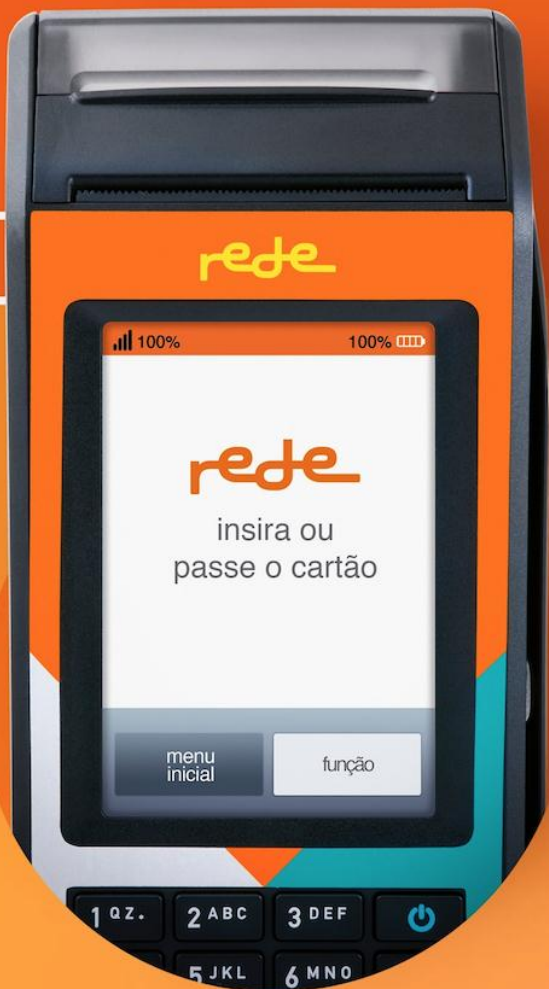 rede
100% 100%
rede
insira ou
passe o cartão
menu
inicial
função
1 QZ. 2 ABC 3 DEF
5 JKL 6 MNO